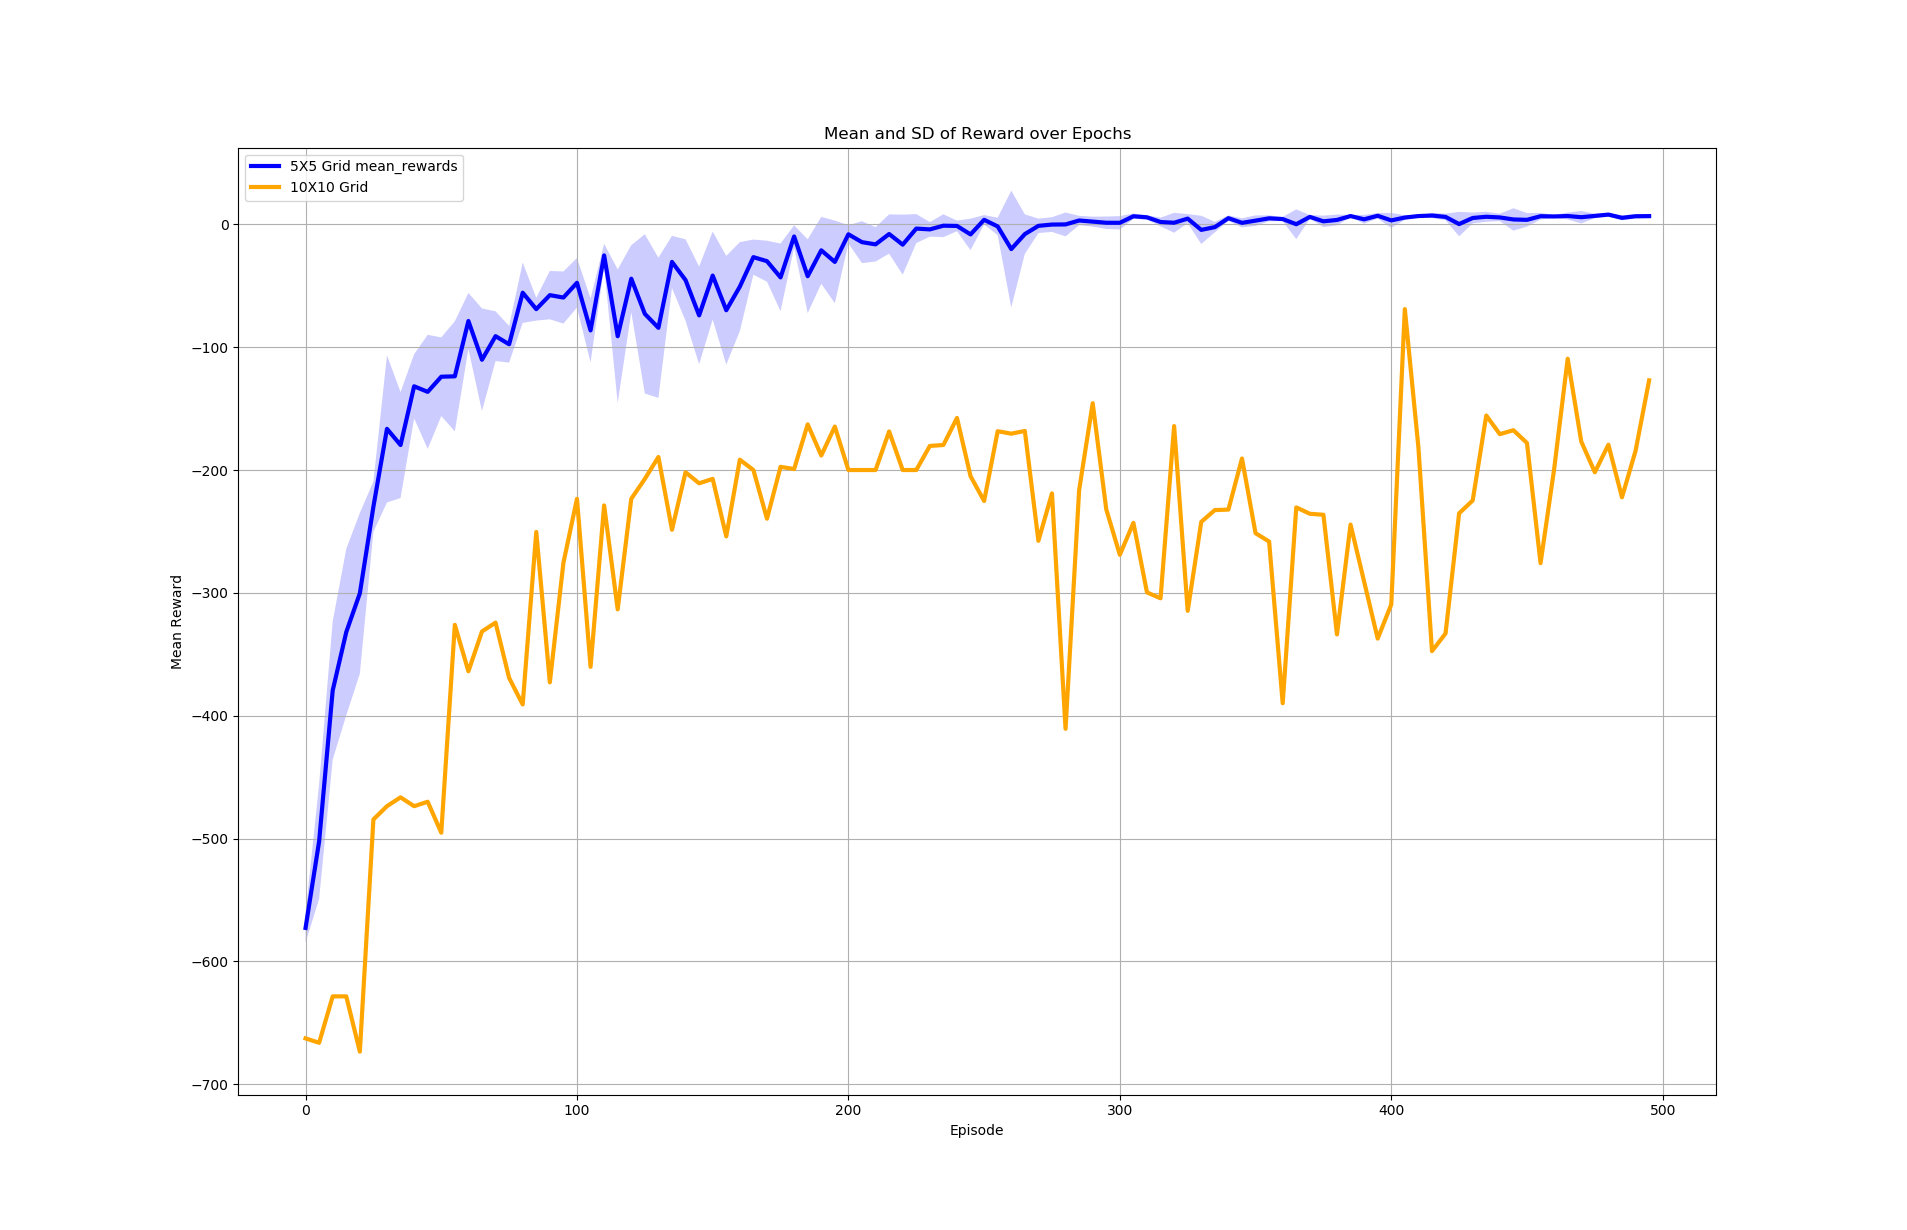 Mean and SD of Reward over Epochs
5X5 Grid mean_rewards
10X10 Grid
Mean Reward
0
−100
−200
−300
−400
−500
−600
−700
0 100 200 300 400 500
Episode